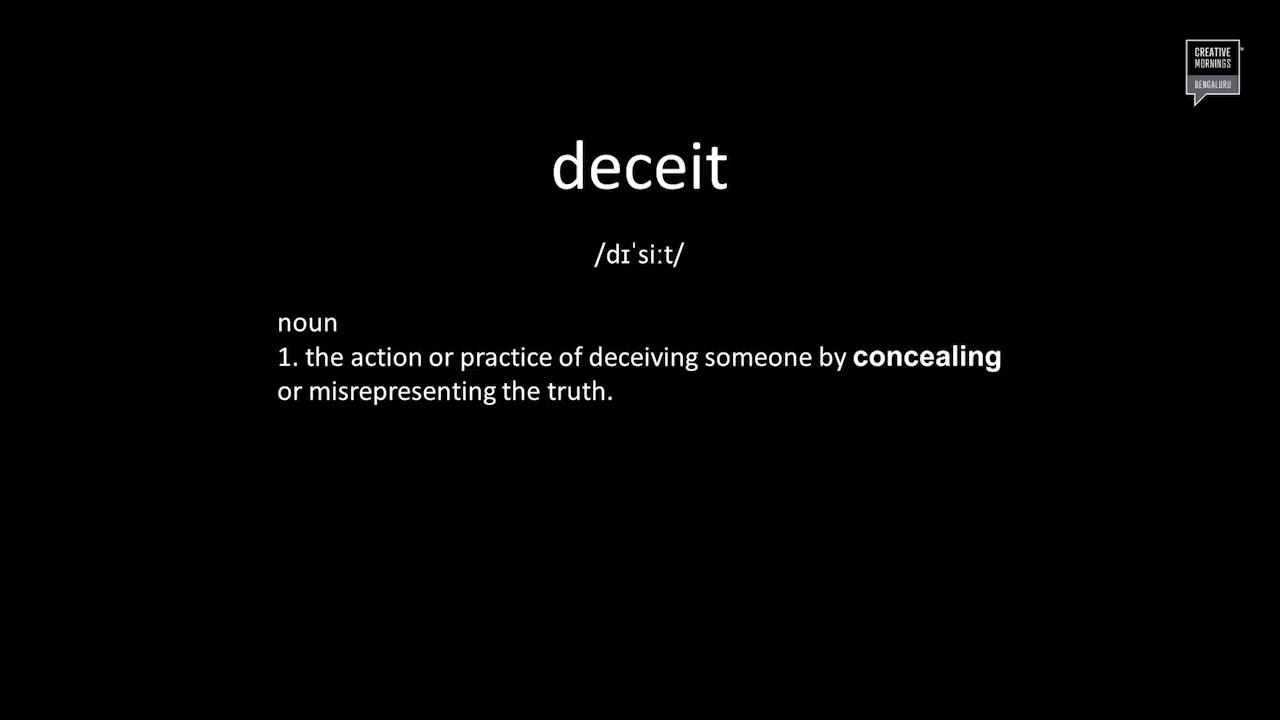 CREATIVE
MORNINGS
BENGALURU
deceit
/dɪˈsiːt/
noun
1. the action or practice of deceiving someone by concealing
or misrepresenting the truth.